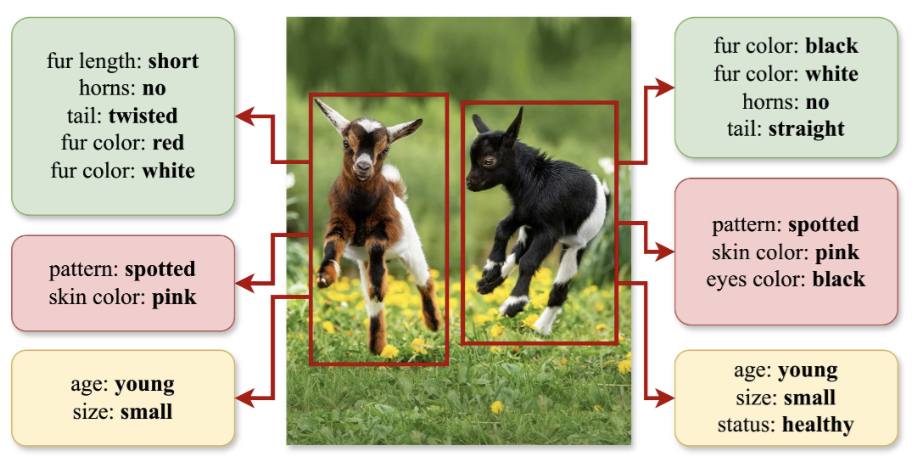 fur length: short
horns: no
tail: twisted
fur color: red
fur color: white
pattern: spotted
skin color: pink
age: young
size: small
fur color: black
fur color: white
horns: no
tail: straight
pattern: spotted
skin color: pink
eyes color: black
age: young
size: small
status: healthy